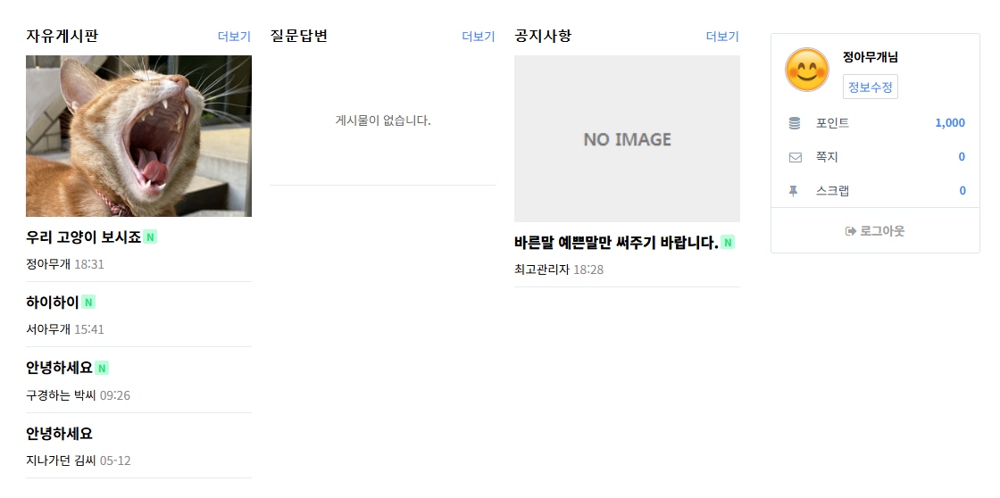 자유게시판 더보기
우리 고양이 보시죠 N
정아무개 18:31
하이하이 N
서아무개 15:41
안녕하세요 N
구경하는 박씨 09:26
안녕하세요
지나가던 김씨 05-12
질문답변 더보기
게시물이 없습니다.
공지사항 더보기
NO IMAGE
바른말 예쁜말만 써주기 바랍니다. N
최고관리자 18:28
정아무개님
정보수정
포인트 1,000
쪽지 0
스크랩 0
로그아웃